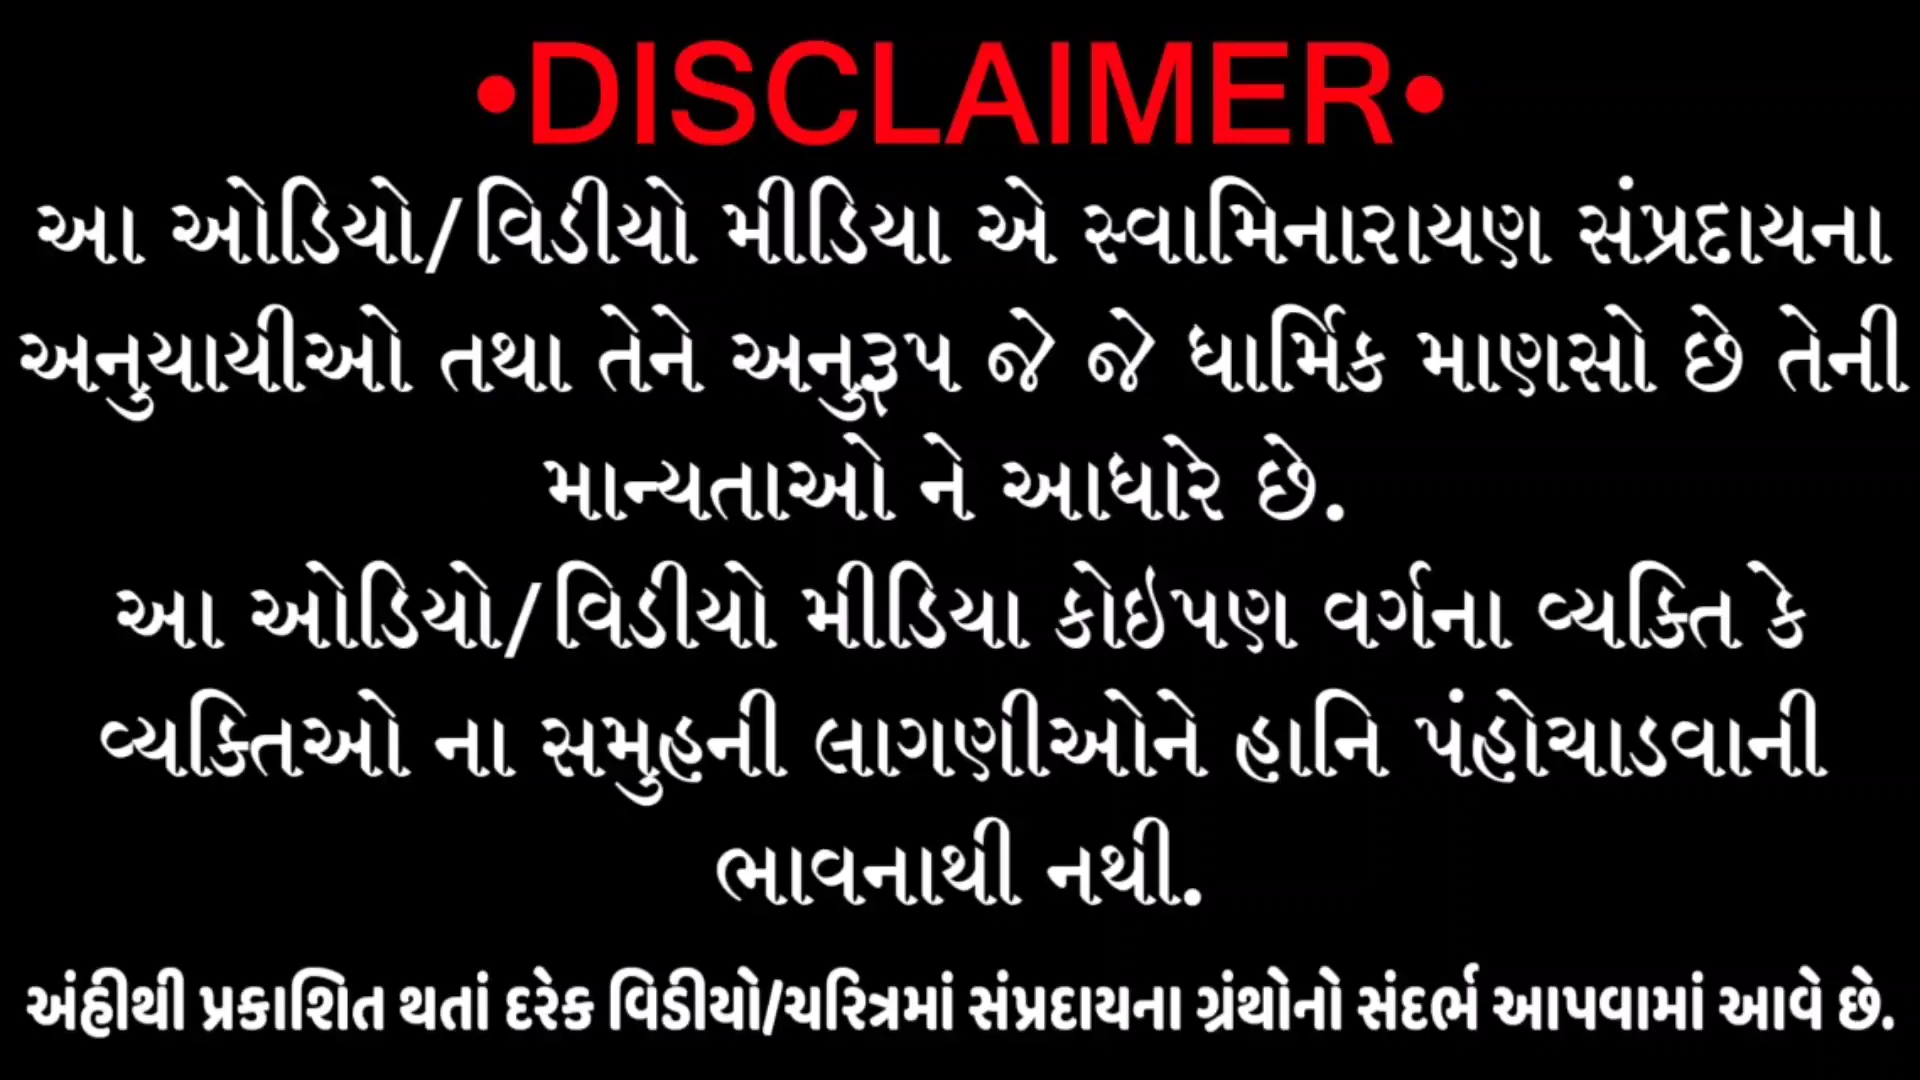 •DISCLAIMER•
આ ઓડિયો/વિડીયો મીડિયા એ સ્વામિનારાયણ સંપ્રદાયના
અનુયાયીઓ તથા તેને અનુરૂપ જે જે ધાર્મિક માણસો છે તેની
માન્યતાઓ ને આધારે છે.
આ ઓડિયો/વિડીયો મીડિયા કોઇપણ વર્ગના વ્યક્તિ કે
વ્યક્તિઓ ના સમુહની લાગણીઓને હાનિ પંહોચાડવાની
ભાવનાથી નથી.
અંહીથી પ્રકાશિત થતાં દરેક વિડીયો/ચરિત્રમાં સંપ્રદાયના ગ્રંથોનો સંદર્ભ આપવામાં આવે છે.